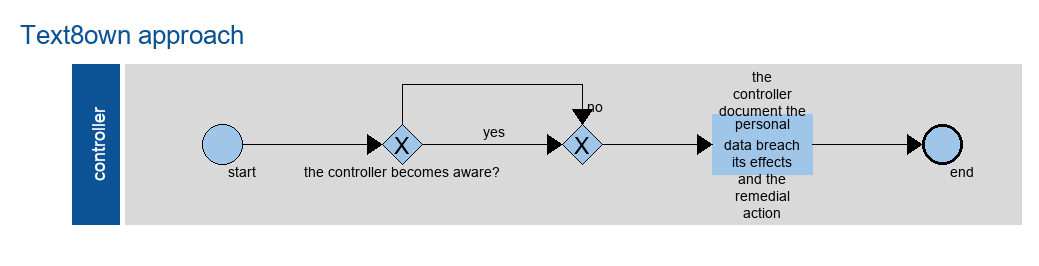 Text8own approach
controller
start
X
the controller becomes aware?
yes
no
X
the
controller
document the
personal
data breach
its effects
and the
remedial
action
end